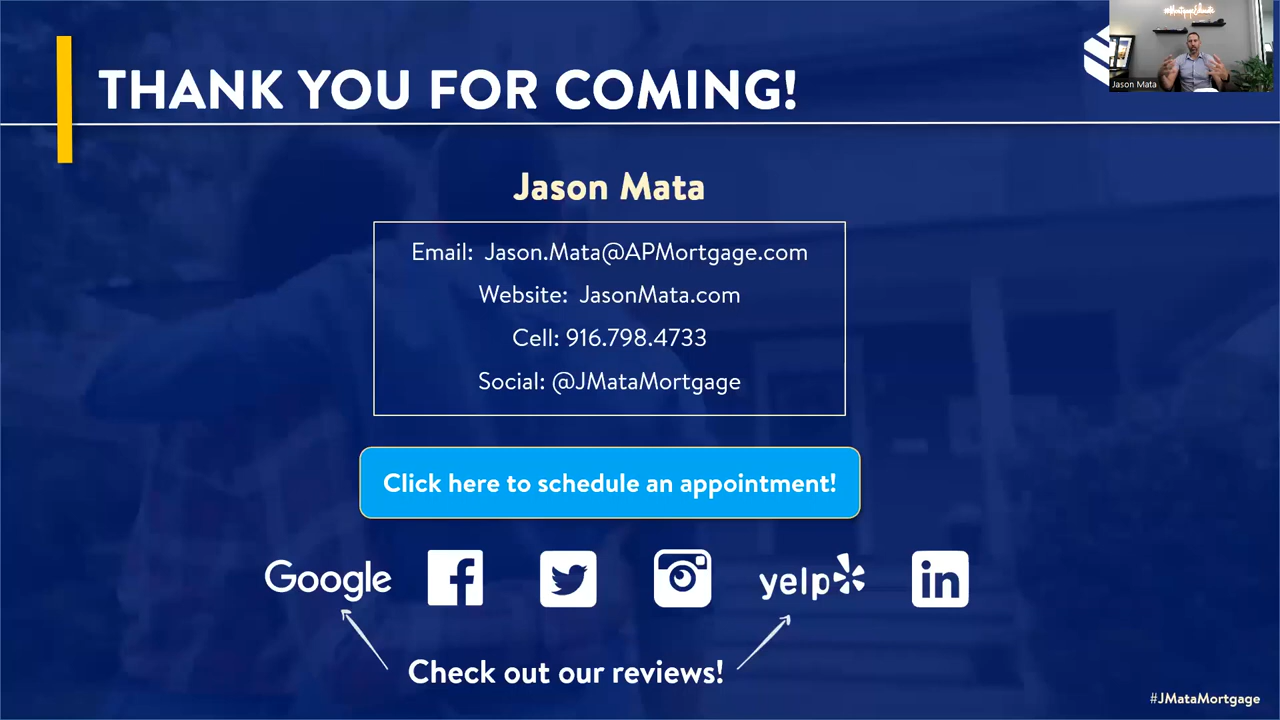 THANK YOU FOR COMING!
Jason Mata
Jason Mata
Email: Jason.Mata@APMortgage.com
Website: JasonMata.com
Cell: 916.798.4733
Social: @JMataMortgage
Click here to schedule an appointment!
Google
yelp
in
Check out our reviews!
#JMataMortgage